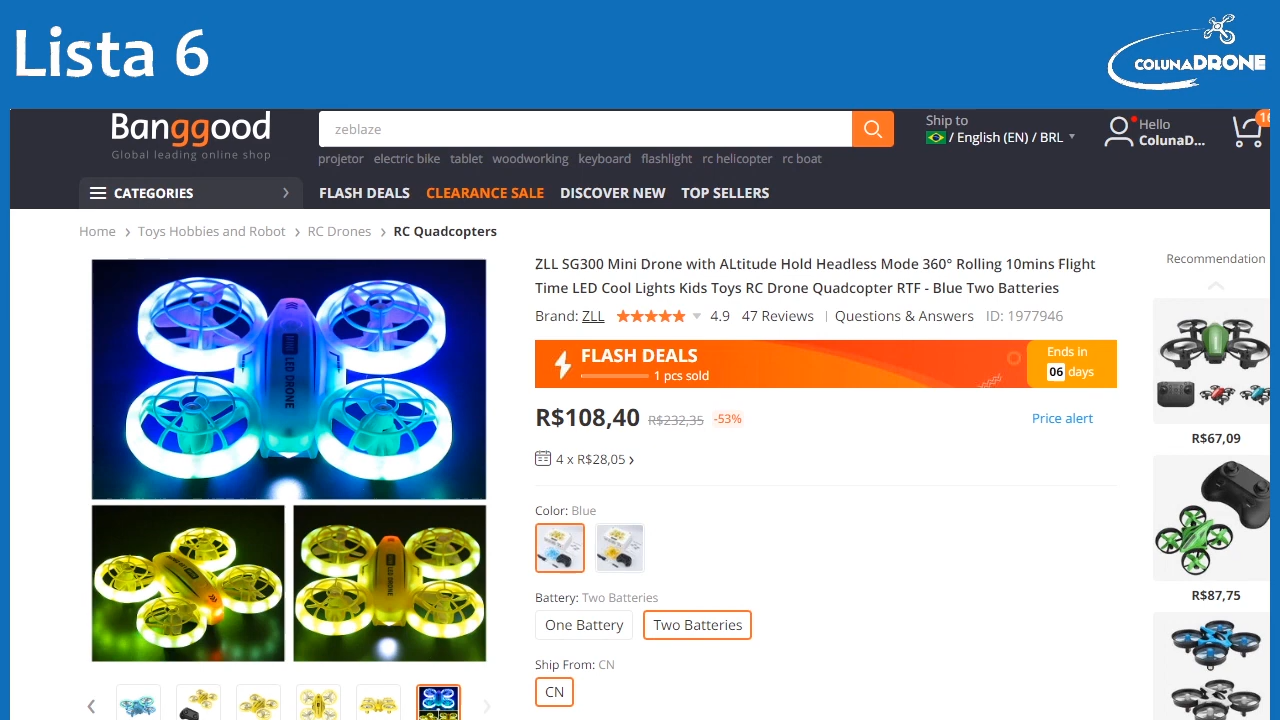 Lista 6
COLUNADRONE
Banggood
Global leading online shop
zeblaze
Ship to
/ English (EN) / BRL
Hello
ColunaD...
projetor electric bike tablet woodworking keyboard flashlight rc helicopter rc boat
CATEGORIES
FLASH DEALS CLEARANCE SALE DISCOVER NEW TOP SELLERS
Home > Toys Hobbies and Robot > RC Drones > RC Quadcopters
ZLL SG300 Mini Drone with ALtitude Hold Headless Mode 360° Rolling 10mins Flight
Time LED Cool Lights Kids Toys RC Drone Quadcopter RTF - Blue Two Batteries
Brand: ZLL 4.9 47 Reviews | Questions & Answers ID: 1977946
FLASH DEALS
1 pcs sold
Ends in
06 days
R$108,40 R$232,35 -53%
Price alert
4 x R$28,05 >
Color: Blue
Battery: Two Batteries
One Battery
Two Batteries
Ship From: CN
CN
Recommendation
R$67,09
R$87,75
LED DRONE
LED DRONE